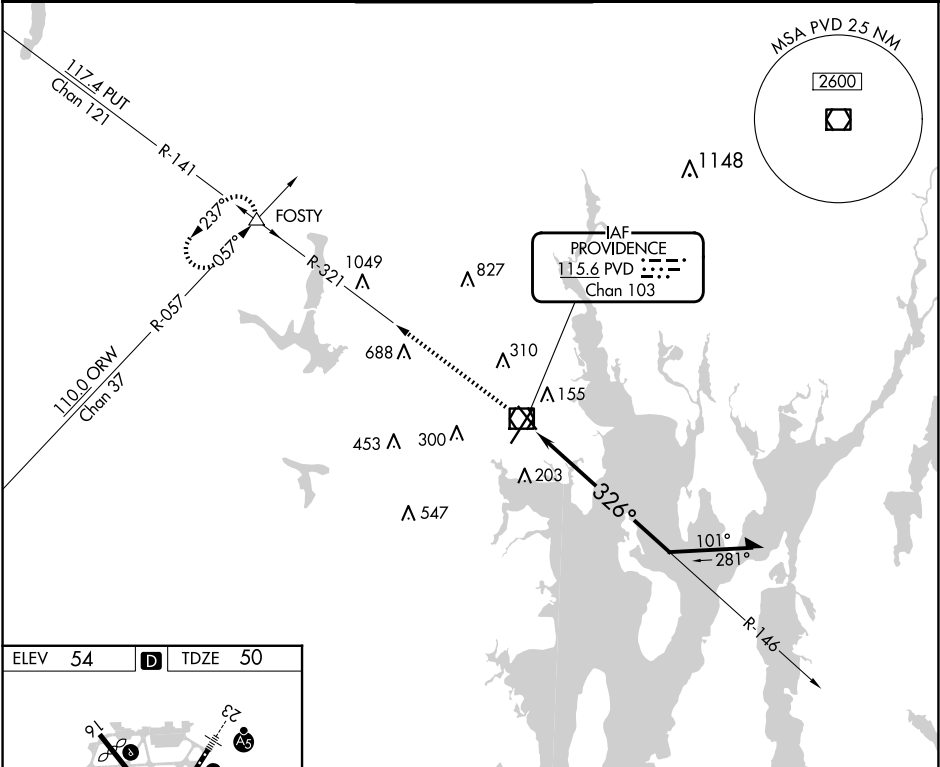 MSA PVD 25 NM
2600
117.4 PUT
Chan 121
R-141
1148
237°
FOSTY
057°
IAF
PROVIDENCE
115.6 PVD
Chan 103
R-321
1049
827
R-057
688
310
110.0 ORW
Chan 37
155
453
300
203
326°
547
101°
281°
R-146
ELEV 54
D
TDZE 50
16
23
A5